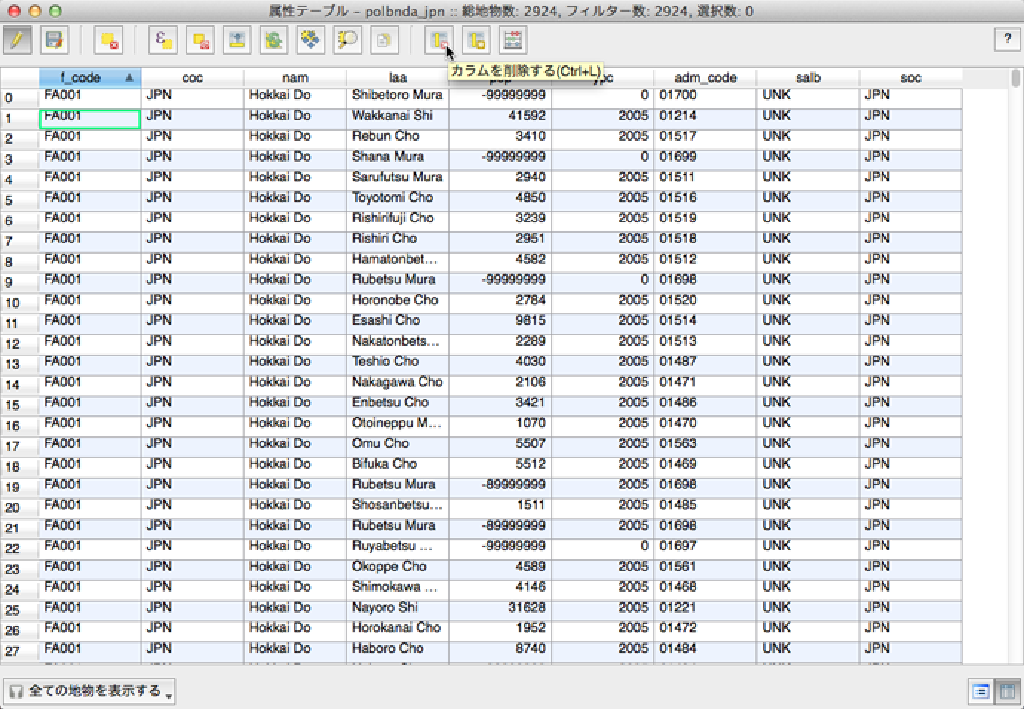 属性テーブル - polbnda_jpn :: 総地物数: 2924, フィルター数: 2924, 選択数: 0
?
カラムを削除する(Ctrl+L)
f_code coc nam laa adm_code salb soc
0 FA001 JPN Hokkai Do Shibetoro Mura -99999999 0 01700 UNK JPN
1 FA001 JPN Hokkai Do Wakkanai Shi 41592 2005 01214 UNK JPN
2 FA001 JPN Hokkai Do Rebun Cho 3410 2005 01517 UNK JPN
3 FA001 JPN Hokkai Do Shana Mura -99999999 0 01699 UNK JPN
4 FA001 JPN Hokkai Do Sarufutsu Mura 2940 2005 01511 UNK JPN
5 FA001 JPN Hokkai Do Toyotomi Cho 4850 2005 01516 UNK JPN
6 FA001 JPN Hokkai Do Rishirifuji Cho 3239 2005 01519 UNK JPN
7 FA001 JPN Hokkai Do Rishiri Cho 2951 2005 01518 UNK JPN
8 FA001 JPN Hokkai Do Hamatonbet... 4582 2005 01512 UNK JPN
9 FA001 JPN Hokkai Do Rubetsu Mura -99999999 0 01698 UNK JPN
10 FA001 JPN Hokkai Do Horonobe Cho 2784 2005 01520 UNK JPN
11 FA001 JPN Hokkai Do Esashi Cho 9815 2005 01514 UNK JPN
12 FA001 JPN Hokkai Do Nakatonbets... 2289 2005 01513 UNK JPN
13 FA001 JPN Hokkai Do Teshio Cho 4030 2005 01487 UNK JPN
14 FA001 JPN Hokkai Do Nakagawa Cho 2106 2005 01471 UNK JPN
15 FA001 JPN Hokkai Do Enbetsu Cho 3421 2005 01486 UNK JPN
16 FA001 JPN Hokkai Do Otoineppu M... 1070 2005 01470 UNK JPN
17 FA001 JPN Hokkai Do Omu Cho 5507 2005 01563 UNK JPN
18 FA001 JPN Hokkai Do Bifuka Cho 5512 2005 01469 UNK JPN
19 FA001 JPN Hokkai Do Rubetsu Mura -89999999 2005 01698 UNK JPN
20 FA001 JPN Hokkai Do Shosanbetsu... 1511 2005 01485 UNK JPN
21 FA001 JPN Hokkai Do Rubetsu Mura -89999999 2005 01698 UNK JPN
22 FA001 JPN Hokkai Do Ruyabetsu ... -99999999 0 01697 UNK JPN
23 FA001 JPN Hokkai Do Okoppe Cho 4589 2005 01561 UNK JPN
24 FA001 JPN Hokkai Do Shimokawa ... 4146 2005 01468 UNK JPN
25 FA001 JPN Hokkai Do Nayoro Shi 31628 2005 01221 UNK JPN
26 FA001 JPN Hokkai Do Horokanai Cho 1952 2005 01472 UNK JPN
27 FA001 JPN Hokkai Do Haboro Cho 8740 2005 01484 UNK JPN
全ての地物を表示する